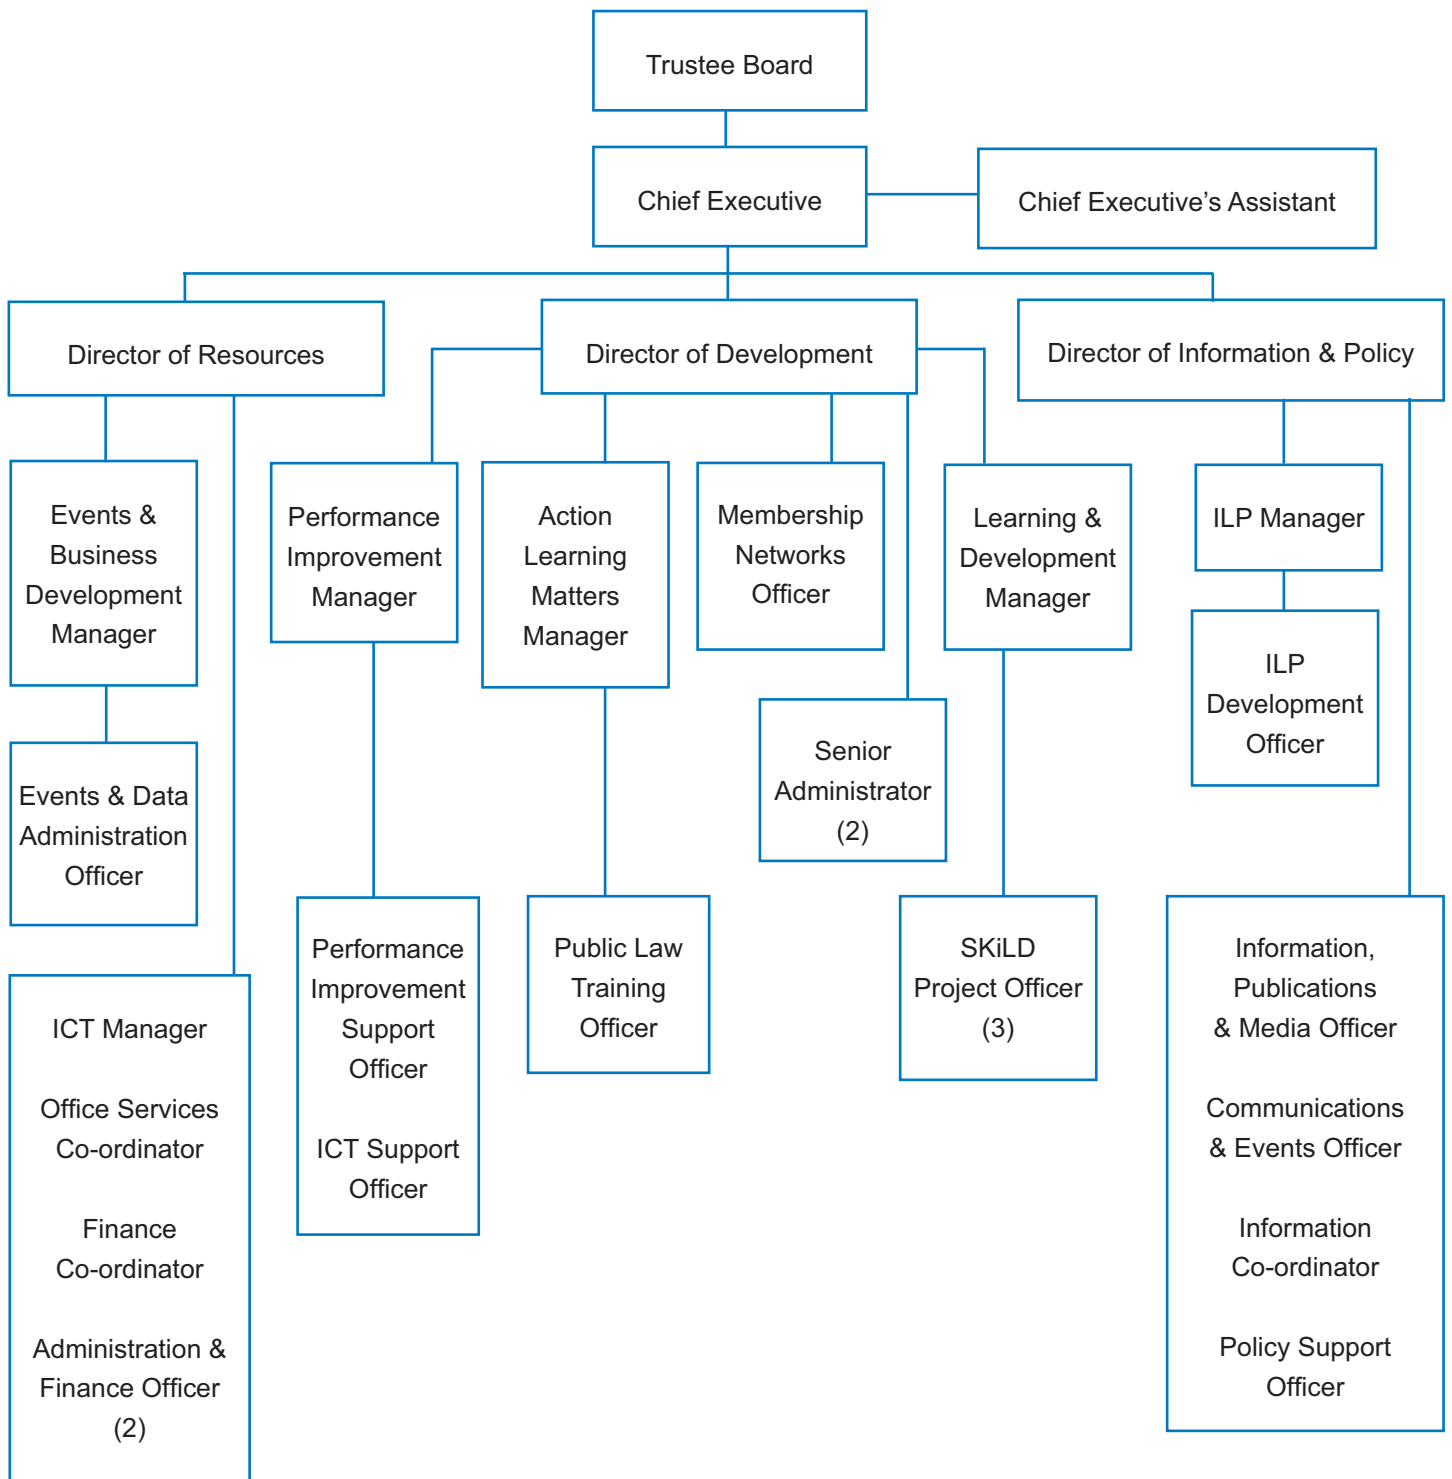 Trustee Board
Chief Executive
Chief Executive’s Assistant
Director of Resources
Director of Development
Director of Information & Policy
Events &
Business
Development
Manager
Performance
Improvement
Manager
Action
Learning
Matters
Manager
Membership
Networks
Officer
Learning &
Development
Manager
ILP Manager
ILP
Development
Officer
Events & Data
Administration
Officer
Senior
Administrator
(2)
ICT Manager
Office Services
Co-ordinator
Finance
Co-ordinator
Administration &
Finance Officer
(2)
Performance
Improvement
Support
Officer
ICT Support
Officer
Public Law
Training
Officer
SKiLD
Project Officer
(3)
Information,
Publications
& Media Officer
Communications
& Events Officer
Information
Co-ordinator
Policy Support
Officer